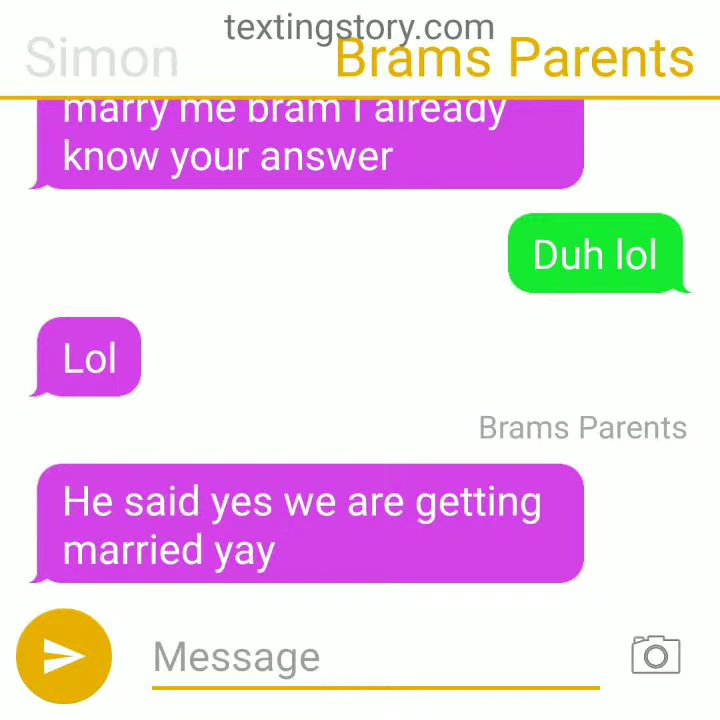 textingstory.com
Simon Brams Parents
marry me bram I already
know your answer
Duh lol
Lol
Brams Parents
He said yes we are getting
married yay
Message